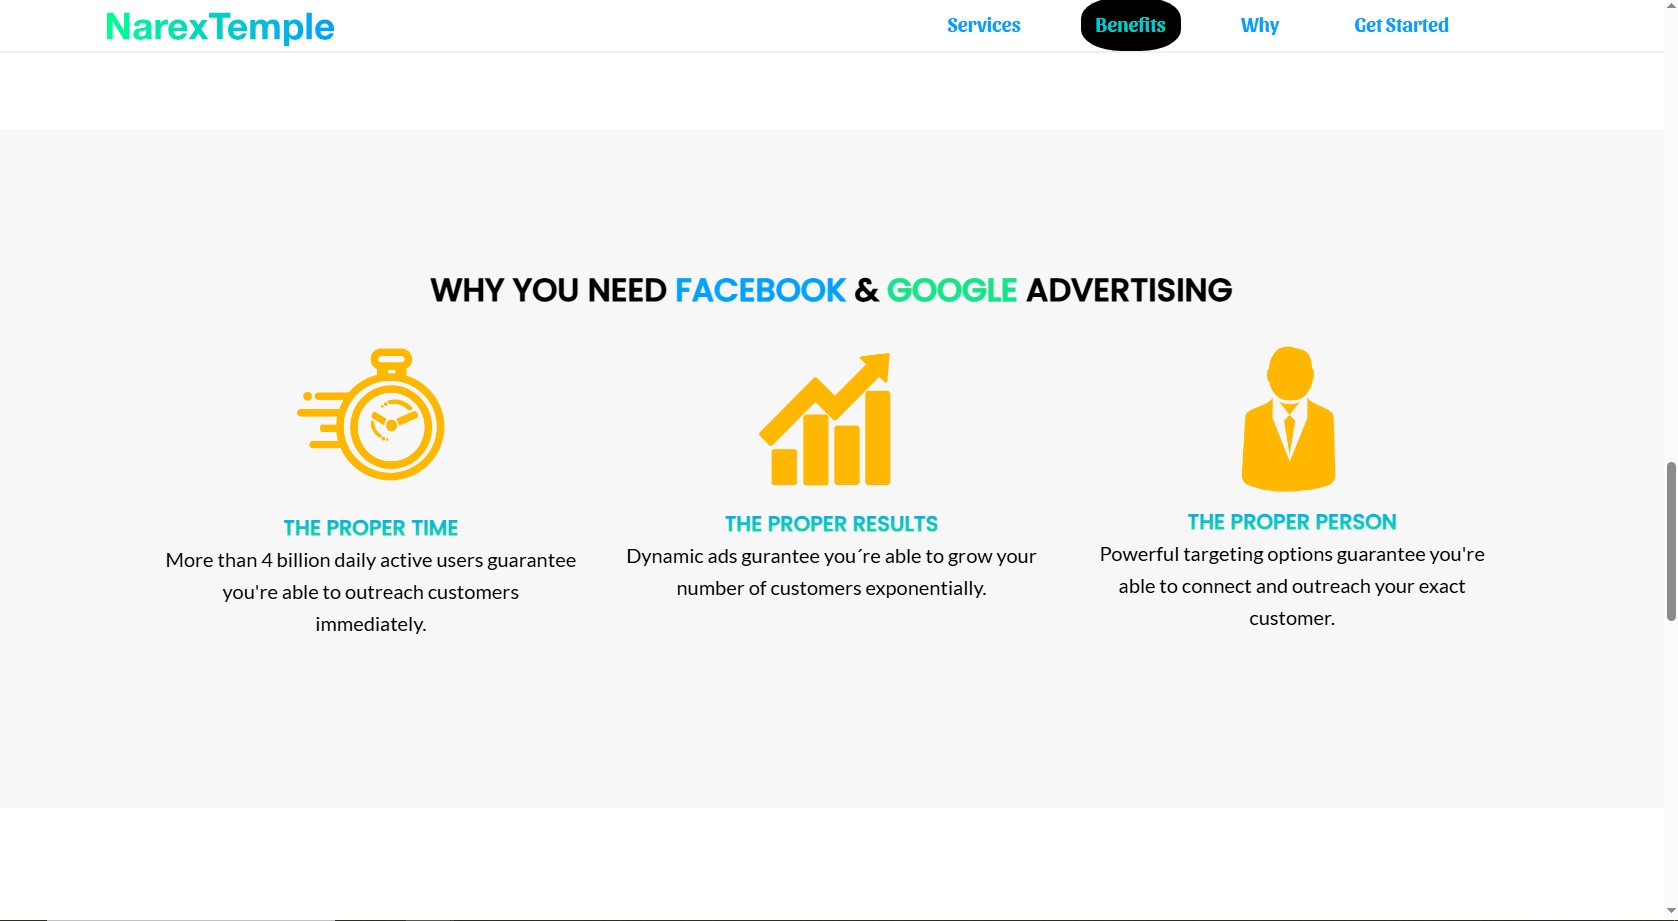 NarexTemple
Services
Benefits
Why
Get Started
WHY YOU NEED FACEBOOK & GOOGLE ADVERTISING
THE PROPER TIME
More than 4 billion daily active users guarantee
you're able to outreach customers
immediately.
THE PROPER RESULTS
Dynamic ads gurantee you´re able to grow your
number of customers exponentially.
THE PROPER PERSON
Powerful targeting options guarantee you're
able to connect and outreach your exact
customer.